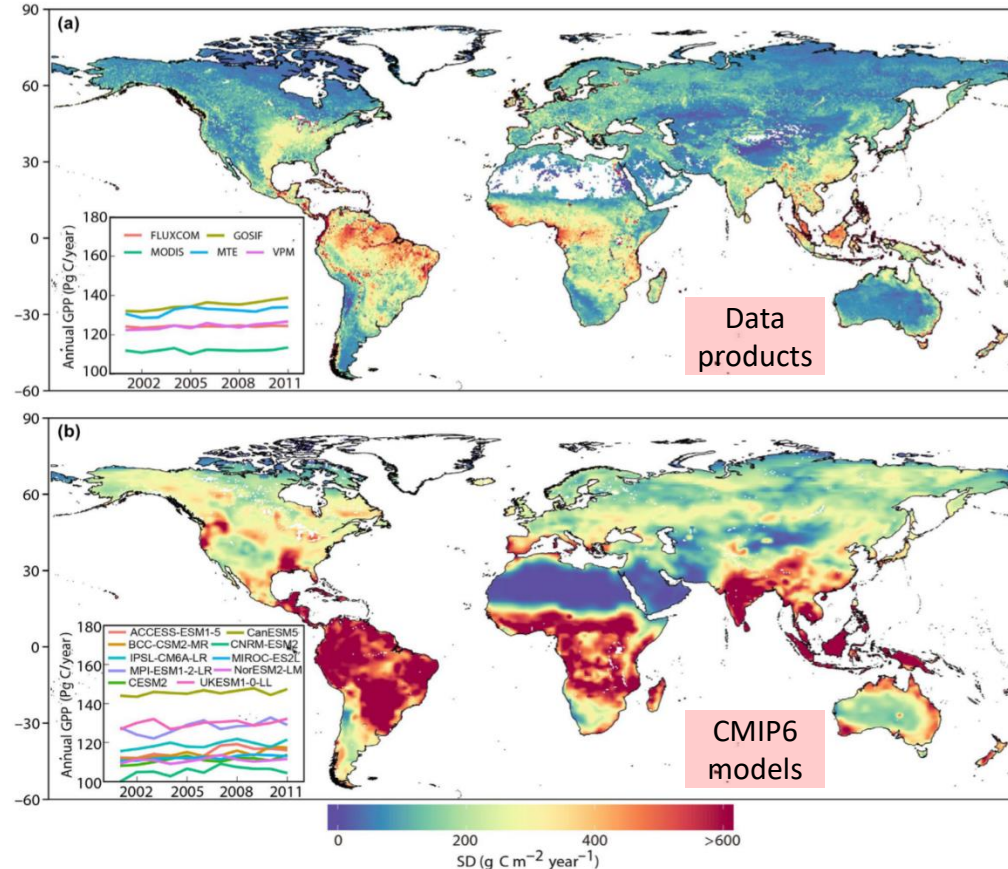 (a)
90
60
30
0
−30
−60
180
160
140
120
100
Annual GPP (Pg C/year)
FLUXCOM GOSIF
MODIS MTE VPM
2002 2005 2008 2011
Data
products
(b)
90
60
30
0
−30
−60
180
160
140
120
100
Annual GPP (Pg C/year)
ACCESS-ESM1-5 CanESM5
BCC-CSM2-MR CNRM-ESM2
IPSL-CM6A-LR MIROC-ES2L
MPI-ESM1-2-LR NorESM2-LM
CESM2 UKESM1-0-LL
2002 2005 2008 2011
CMIP6
models
0 200 400 >600
SD (g C m⁻² year⁻¹)